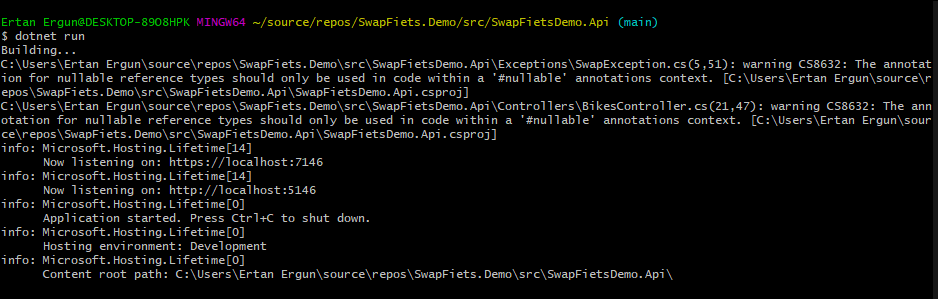 Ertan Ergun@DESKTOP-89O8HPK MINGW64 ~/source/repos/SwapFiets.Demo/src/SwapFietsDemo.Api (main)
$ dotnet run
Building...
C:\Users\Ertan Ergun\source\repos\SwapFiets.Demo\src\SwapFietsDemo.Api\Exceptions\SwapException.cs(5,51): warning CS8632: The annotat
ion for nullable reference types should only be used in code within a '#nullable' annotations context. [C:\Users\Ertan Ergun\source\r
epos\SwapFiets.Demo\src\SwapFietsDemo.Api\SwapFietsDemo.Api.csproj]
C:\Users\Ertan Ergun\source\repos\SwapFiets.Demo\src\SwapFietsDemo.Api\Controllers\BikesController.cs(21,47): warning CS8632: The ann
otation for nullable reference types should only be used in code within a '#nullable' annotations context. [C:\Users\Ertan Ergun\sour
ce\repos\SwapFiets.Demo\src\SwapFietsDemo.Api\SwapFietsDemo.Api.csproj]
info: Microsoft.Hosting.Lifetime[14]
      Now listening on: https://localhost:7146
info: Microsoft.Hosting.Lifetime[14]
      Now listening on: http://localhost:5146
info: Microsoft.Hosting.Lifetime[0]
      Application started. Press Ctrl+C to shut down.
info: Microsoft.Hosting.Lifetime[0]
      Hosting environment: Development
info: Microsoft.Hosting.Lifetime[0]
      Content root path: C:\Users\Ertan Ergun\source\repos\SwapFiets.Demo\src\SwapFietsDemo.Api\